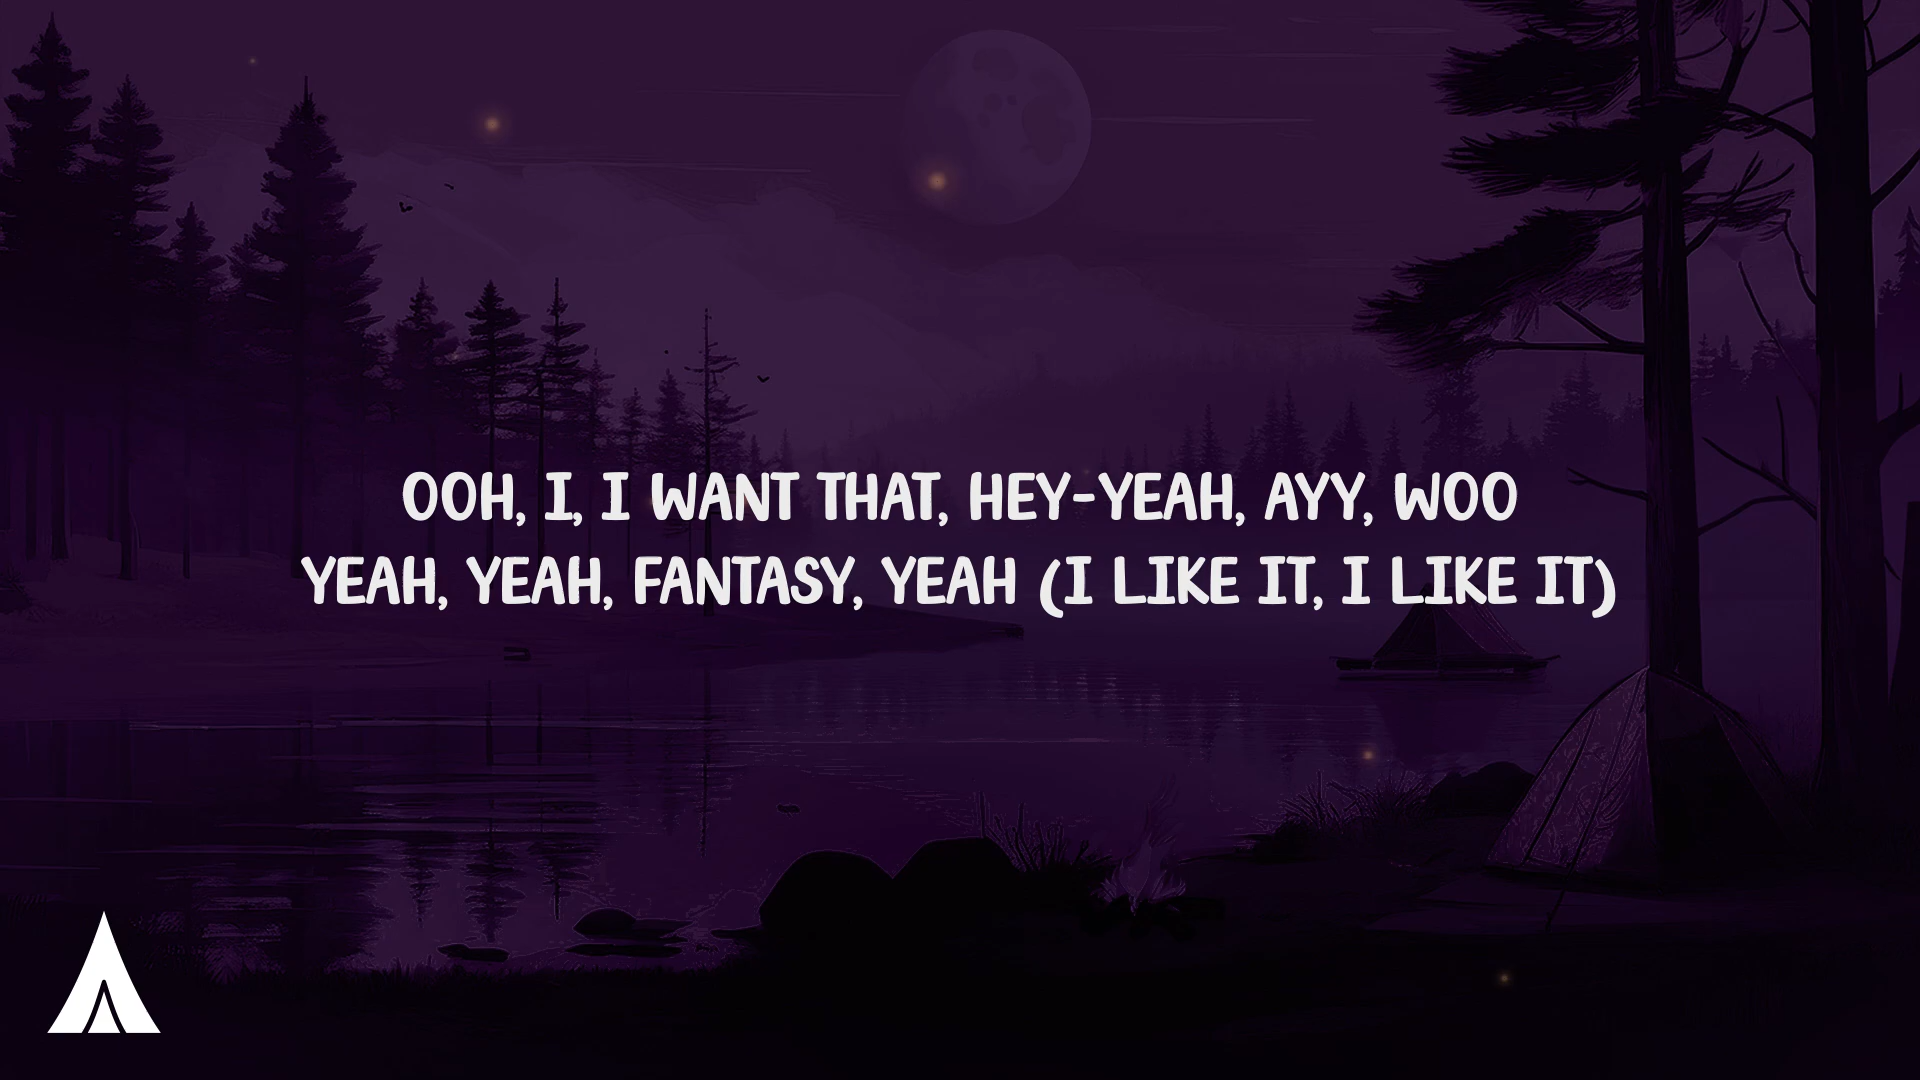 OOH, I, I WANT THAT, HEY-YEAH, AYY, WOO
YEAH, YEAH, FANTASY, YEAH (I LIKE IT, I LIKE IT)